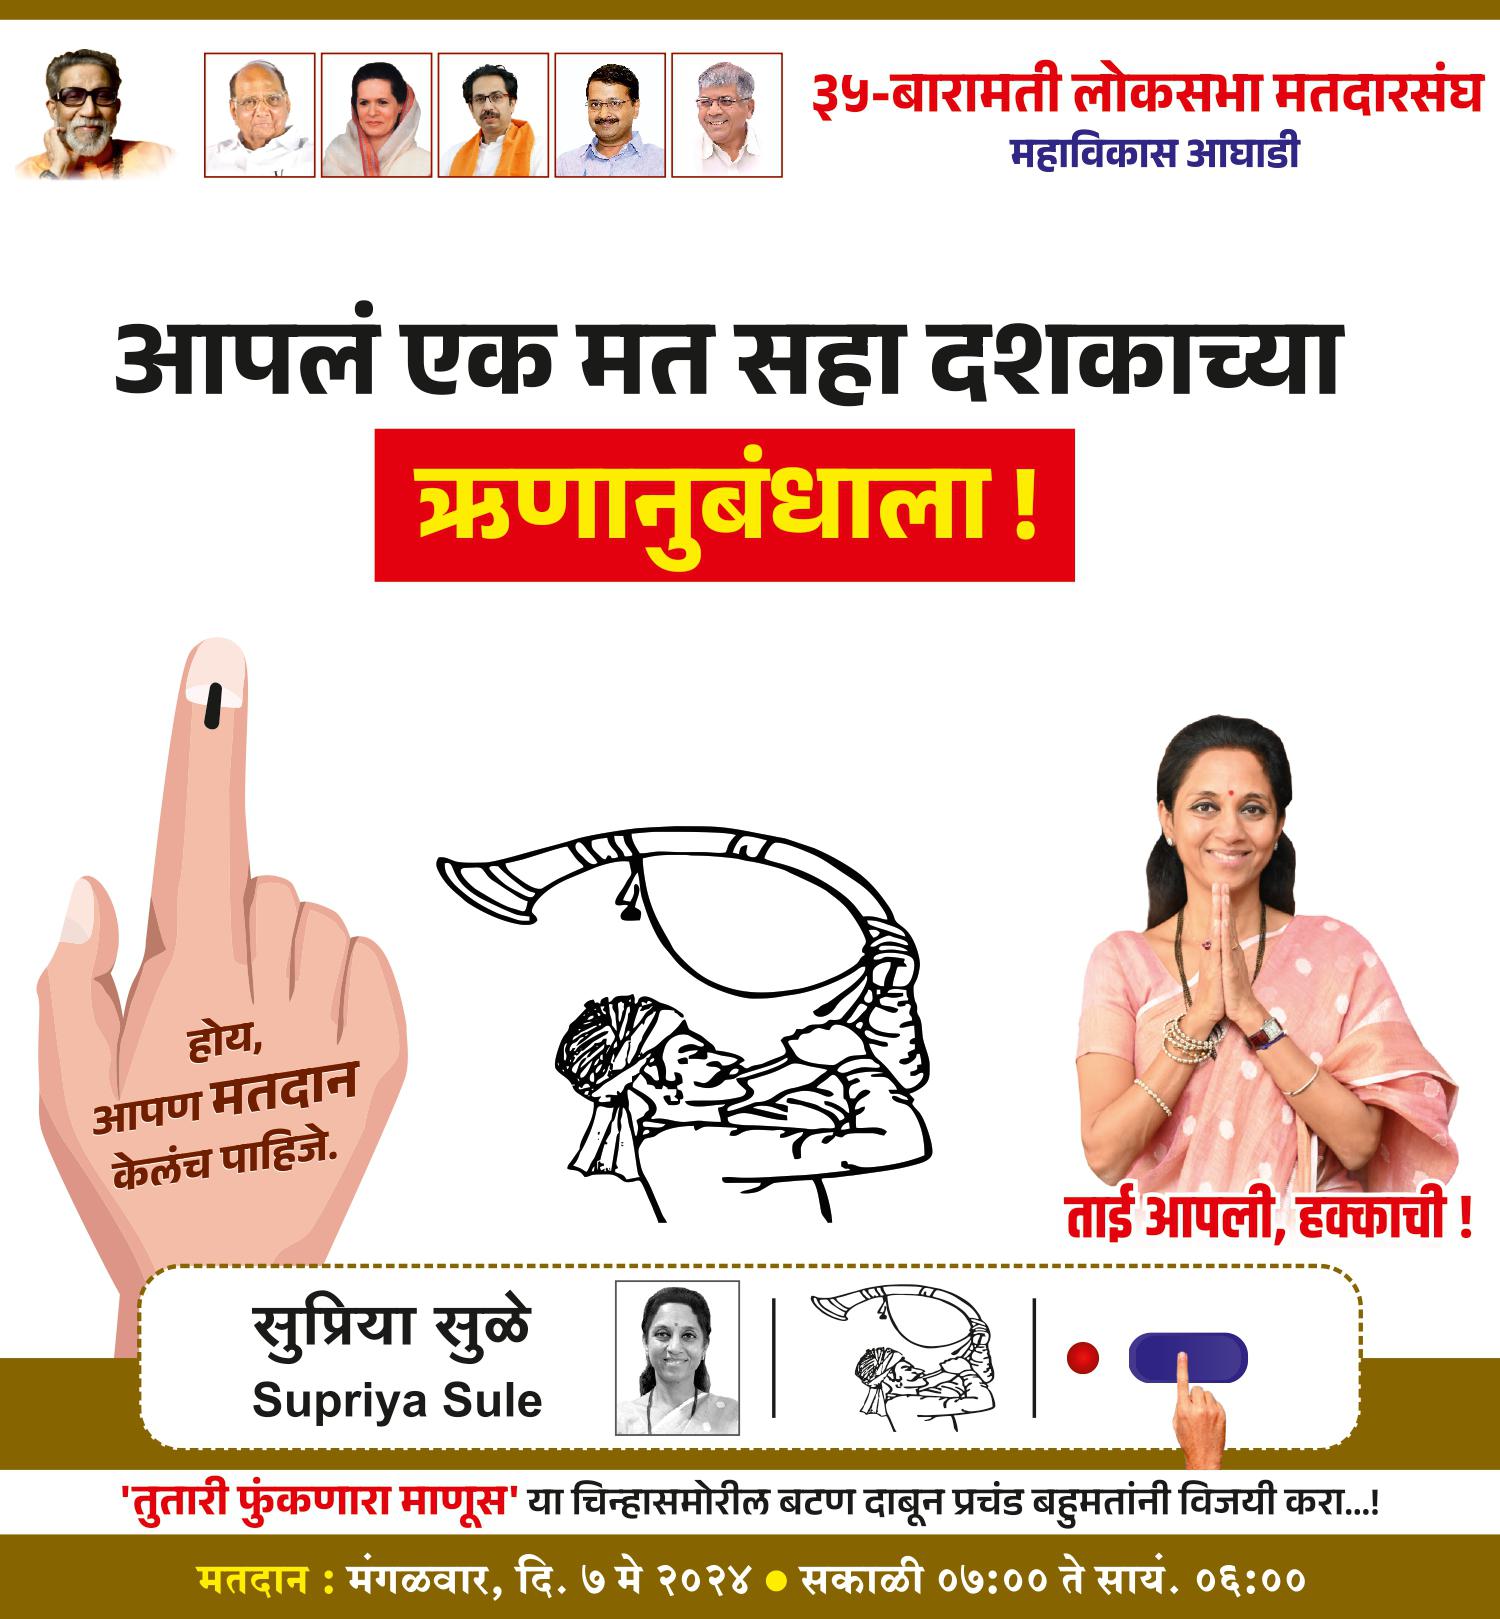 ३५-बारामती लोकसभा मतदारसंघ
महाविकास आघाडी
आपलं एक मत सहा दशकाच्या
ऋणानुबंधाला !
होय,
आपण मतदान
केलंच पाहिजे.
ताई आपली, हक्काची !
सुप्रिया सुळे
Supriya Sule
'तुतारी फुंकणारा माणूस' या चिन्हासमोरील बटण दाबून प्रचंड बहुमतांनी विजयी करा...!
मतदान : मंगळवार, दि. ७ मे २०२४ ● सकाळी ०७:०० ते सायं. ०६:००